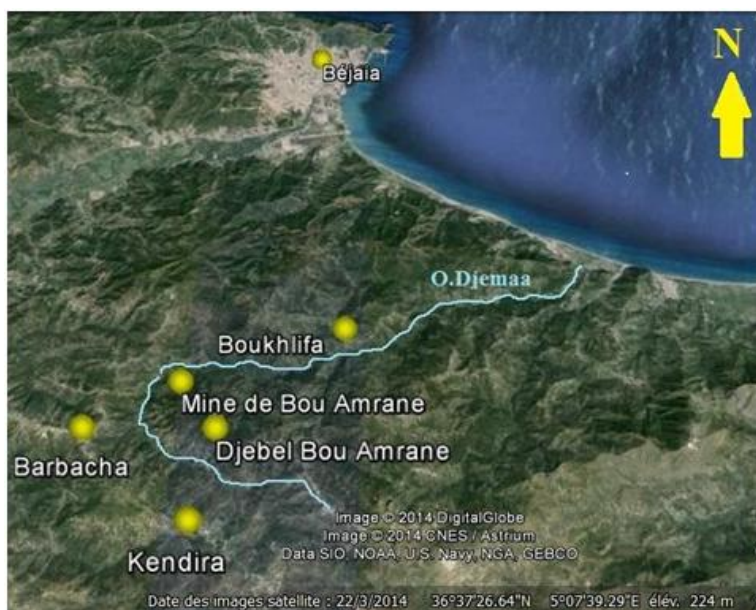 N
Béjaïa
O.Djemaa
Boukhlifa
Mine de Bou Amrane
Djebel Bou Amrane
Barbacha
Image © 2014 DigitalGlobe
Image © 2014 CNES / Astrium
Data SIO, NOAA, U.S. Navy, NGA, GEBCO
Kendira
Date des images satellite : 22/3/2014 36°37'26.64"N 5°07'39.29"E élév. 224 m